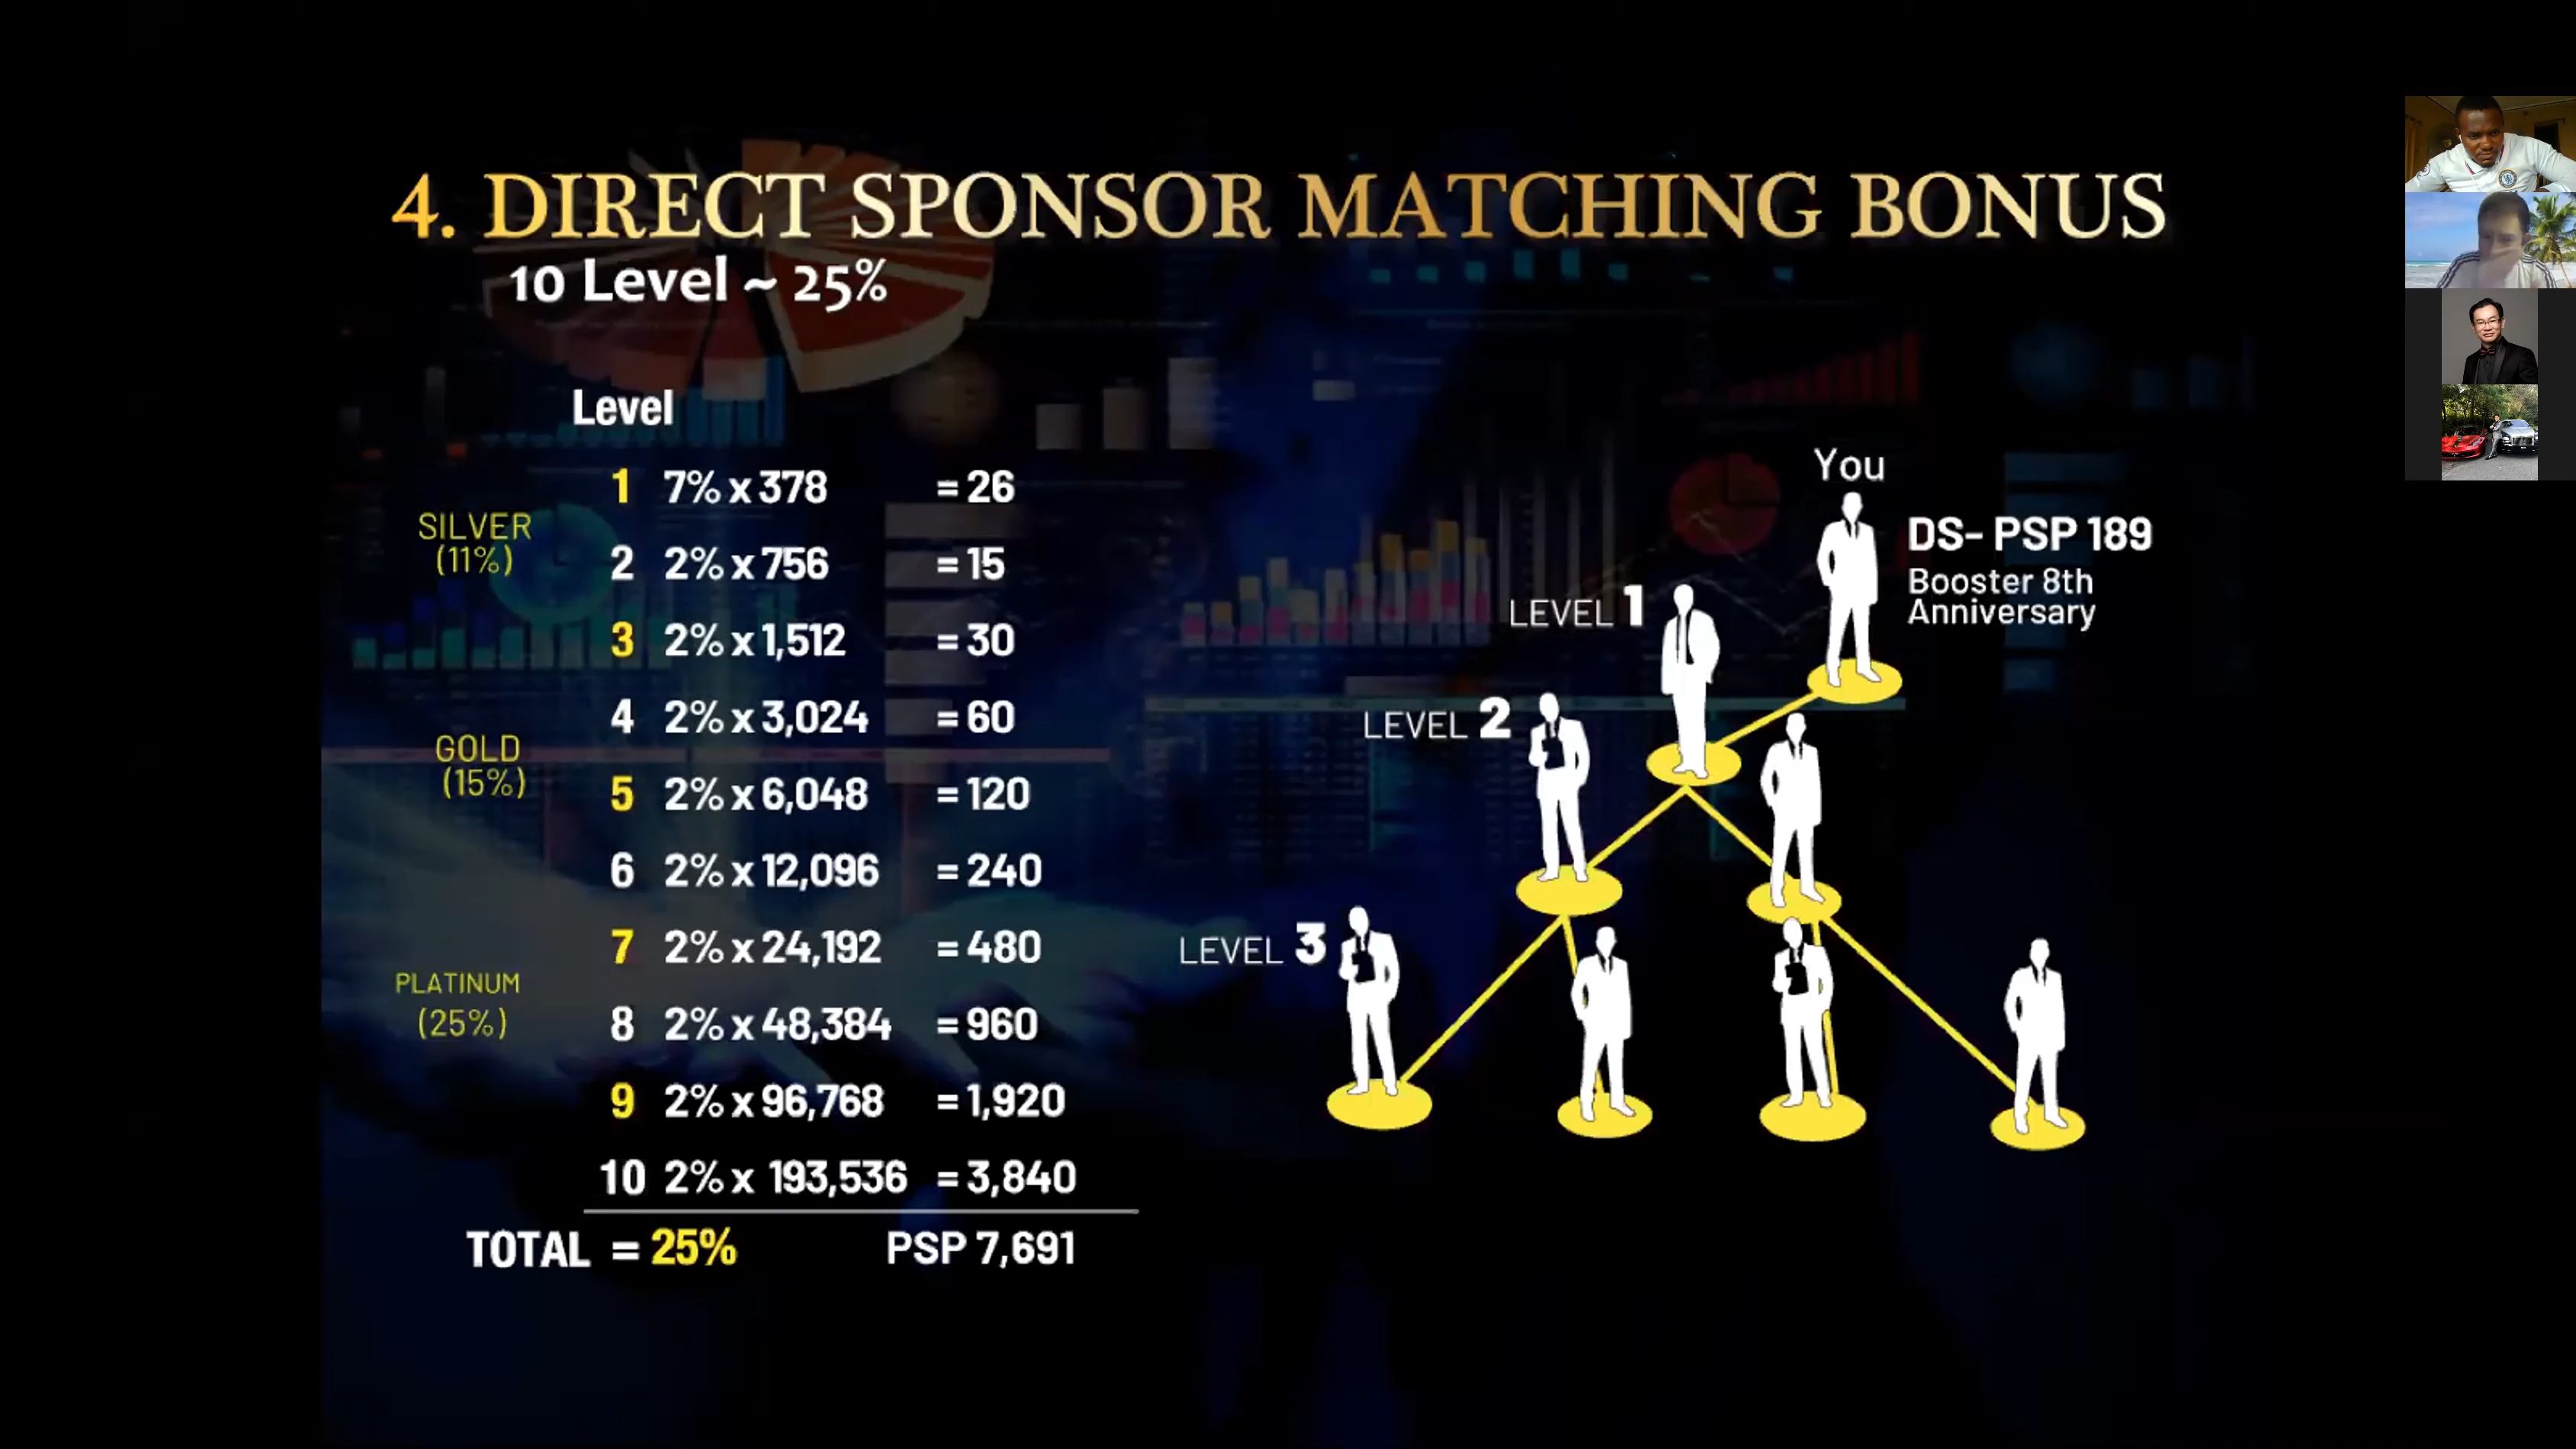 4. DIRECT SPONSOR MATCHING BONUS
10 Level ~ 25%
Level
SILVER
(11%)
GOLD
(15%)
PLATINUM
(25%)
1 7% x 378 = 26
2 2% x 756 = 15
3 2% x 1,512 = 30
4 2% x 3,024 = 60
5 2% x 6,048 = 120
6 2% x 12,096 = 240
7 2% x 24,192 = 480
8 2% x 48,384 = 960
9 2% x 96,768 = 1,920
10 2% x 193,536 = 3,840
TOTAL = 25% PSP 7,691
You
DS- PSP 189
Booster 8th
Anniversary
LEVEL 1
LEVEL 2
LEVEL 3